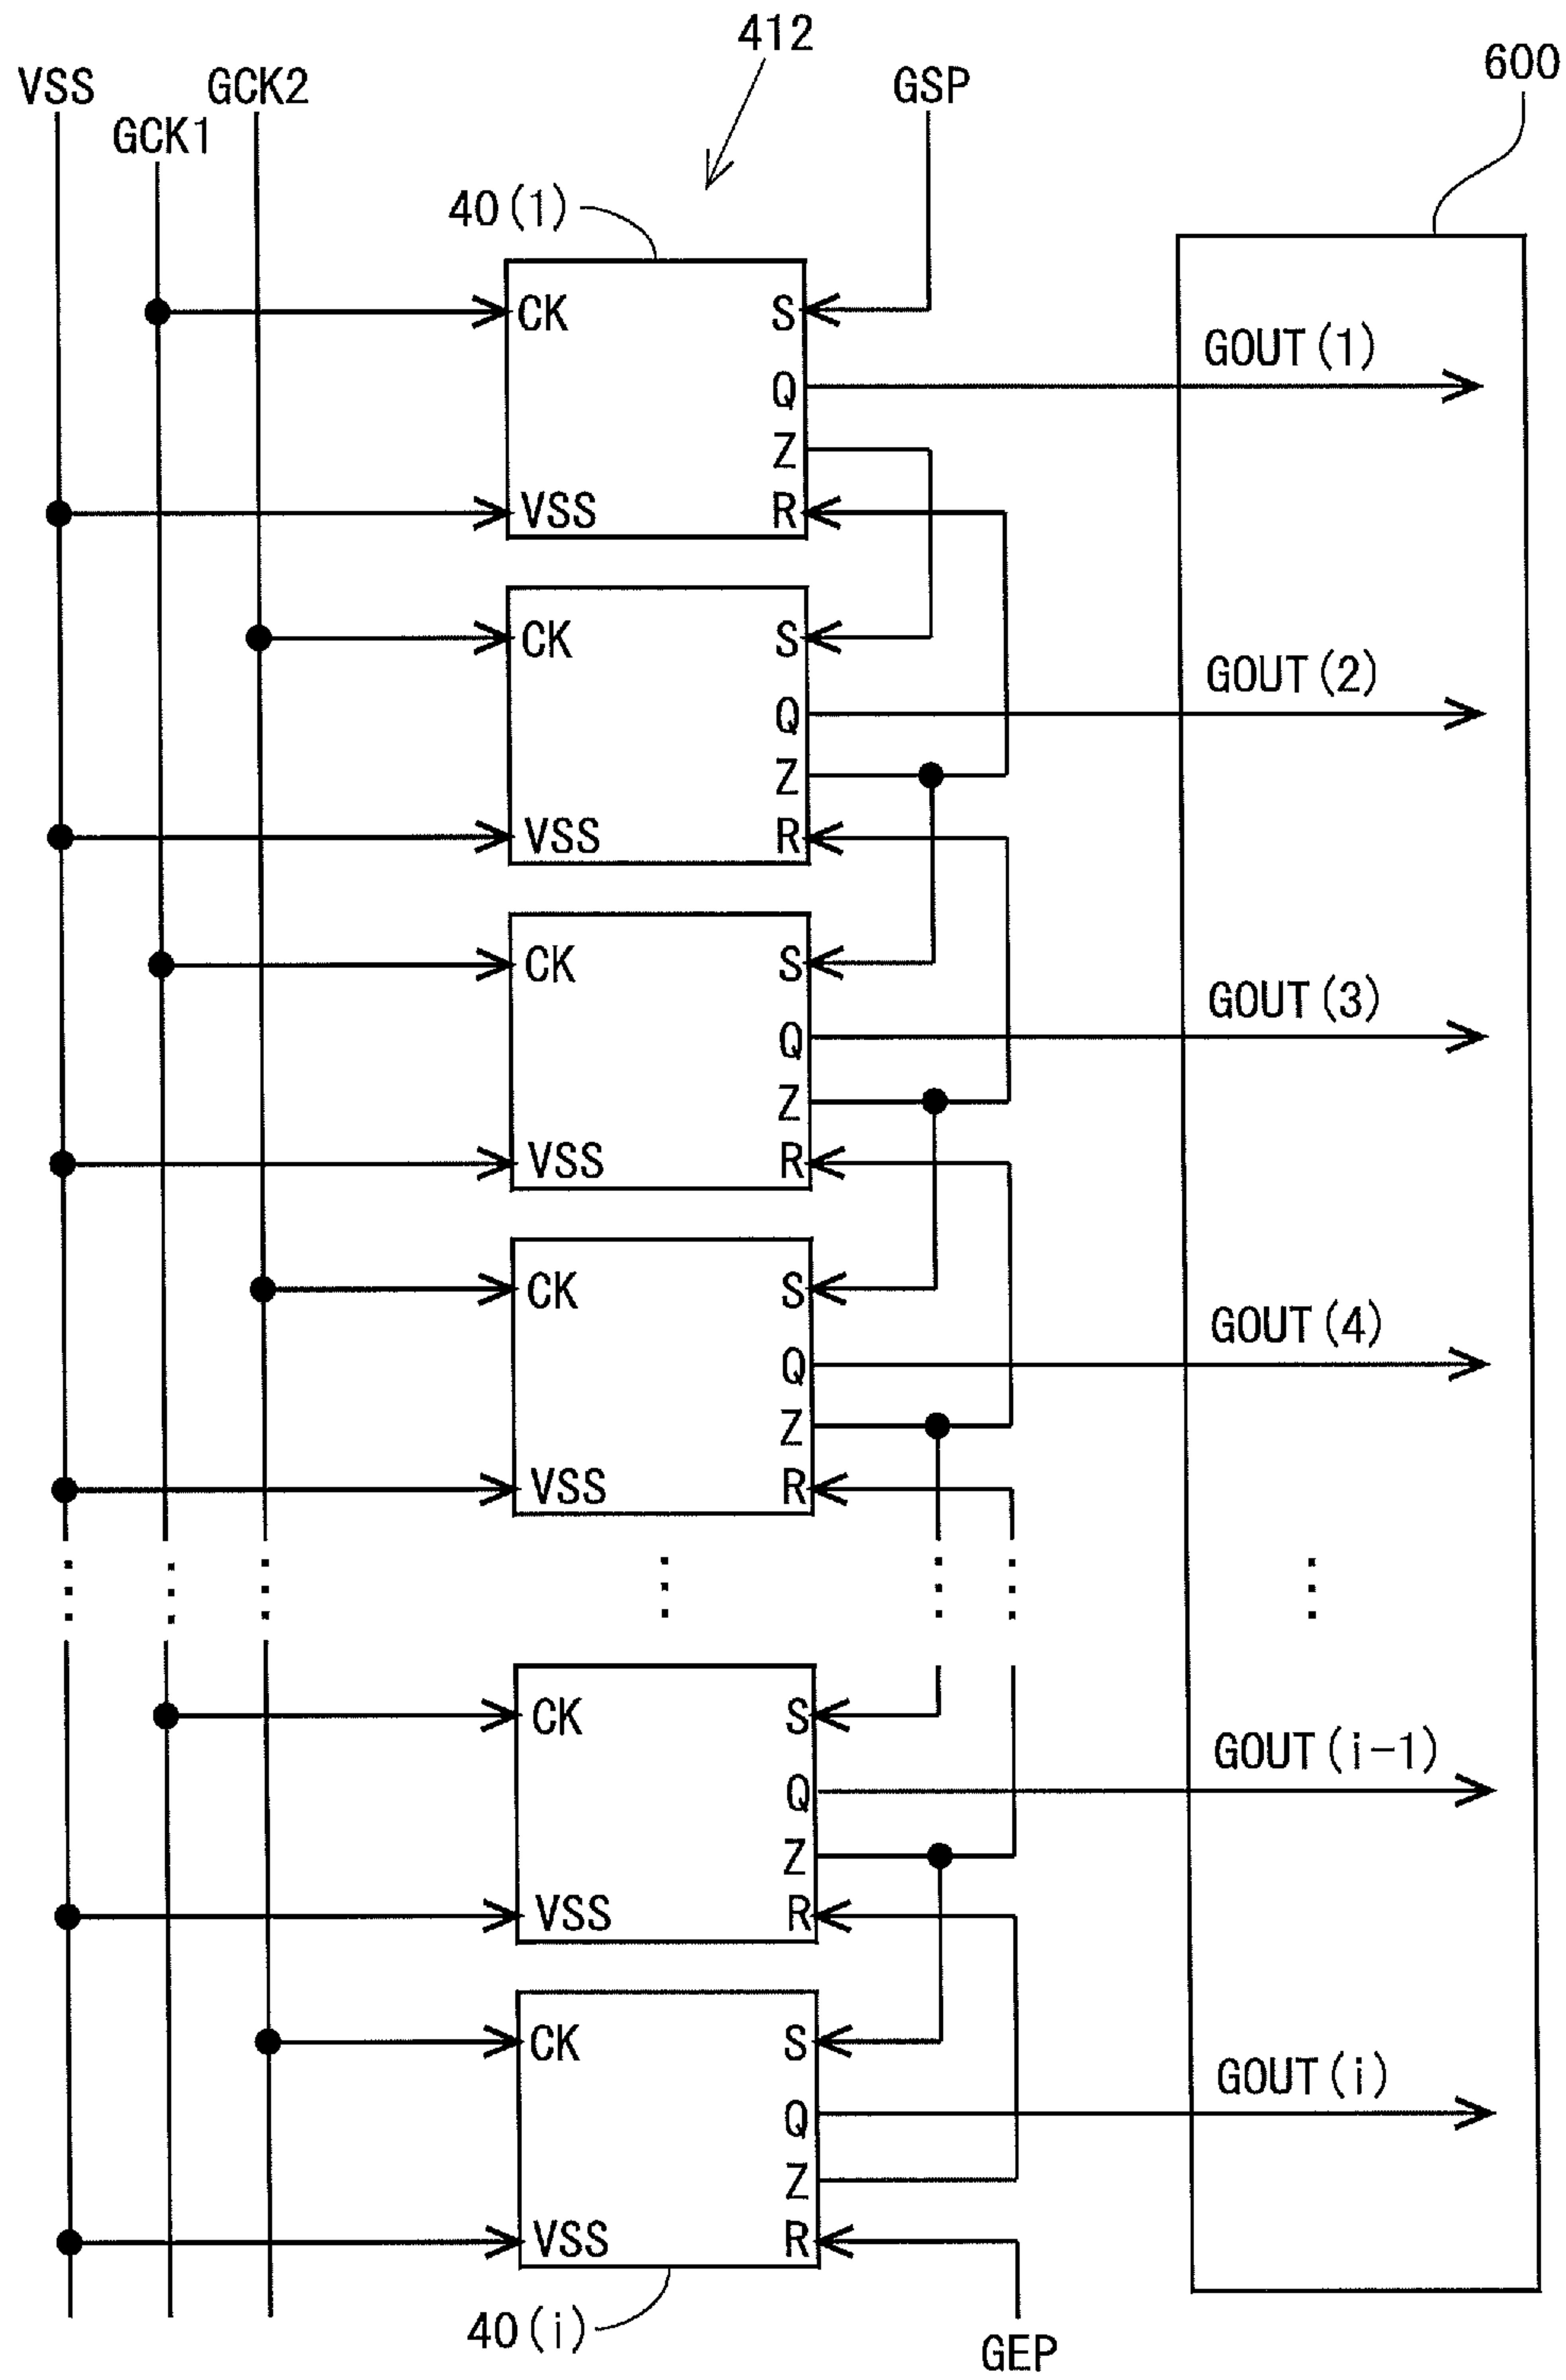 412
600
VSS
GCK2
GSP
GCK1
40(1)
CK
S
GOUT(1)
Q
Z
VSS
R
CK
S
GOUT(2)
Q
Z
VSS
R
CK
S
GOUT(3)
Q
Z
VSS
R
CK
S
GOUT(4)
Q
Z
VSS
R
CK
S
GOUT(i-1)
Q
Z
VSS
R
CK
S
GOUT(i)
Q
Z
VSS
R
40(i)
GEP